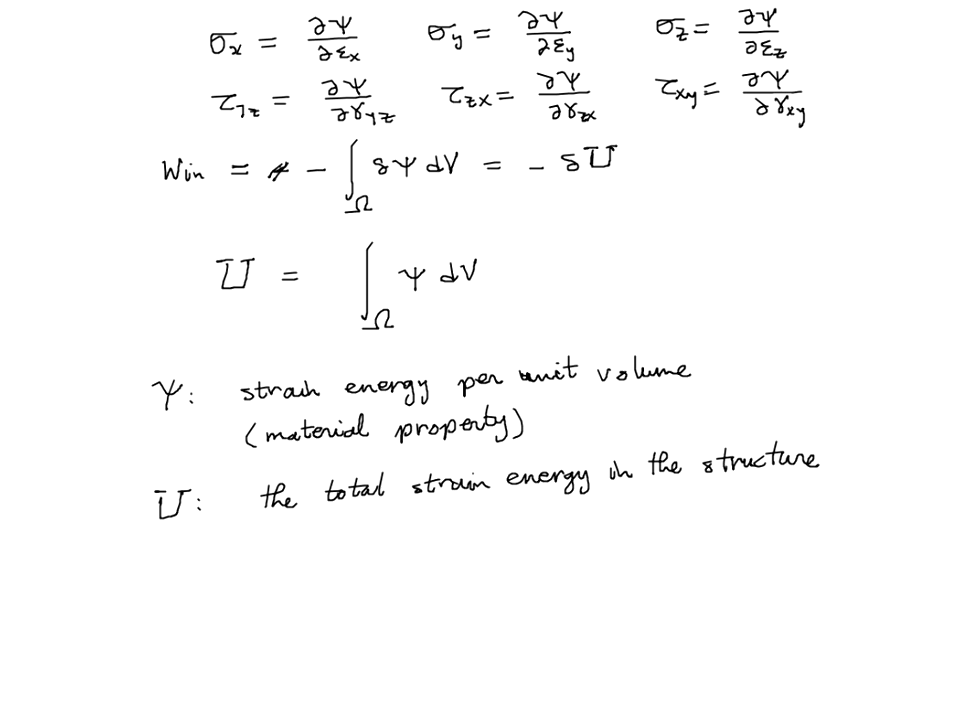 σx = ∂Ψ/∂εx   σy = ∂Ψ/∂εy   σz = ∂Ψ/∂εz
τyz = ∂Ψ/∂γyz   τzx = ∂Ψ/∂γzx   τxy = ∂Ψ/∂γxy
Win = - ∫Ω δΨ dV = - δU
U = ∫Ω Ψ dV
Ψ: strain energy per unit volume
(material property)
U: the total strain energy in the structure